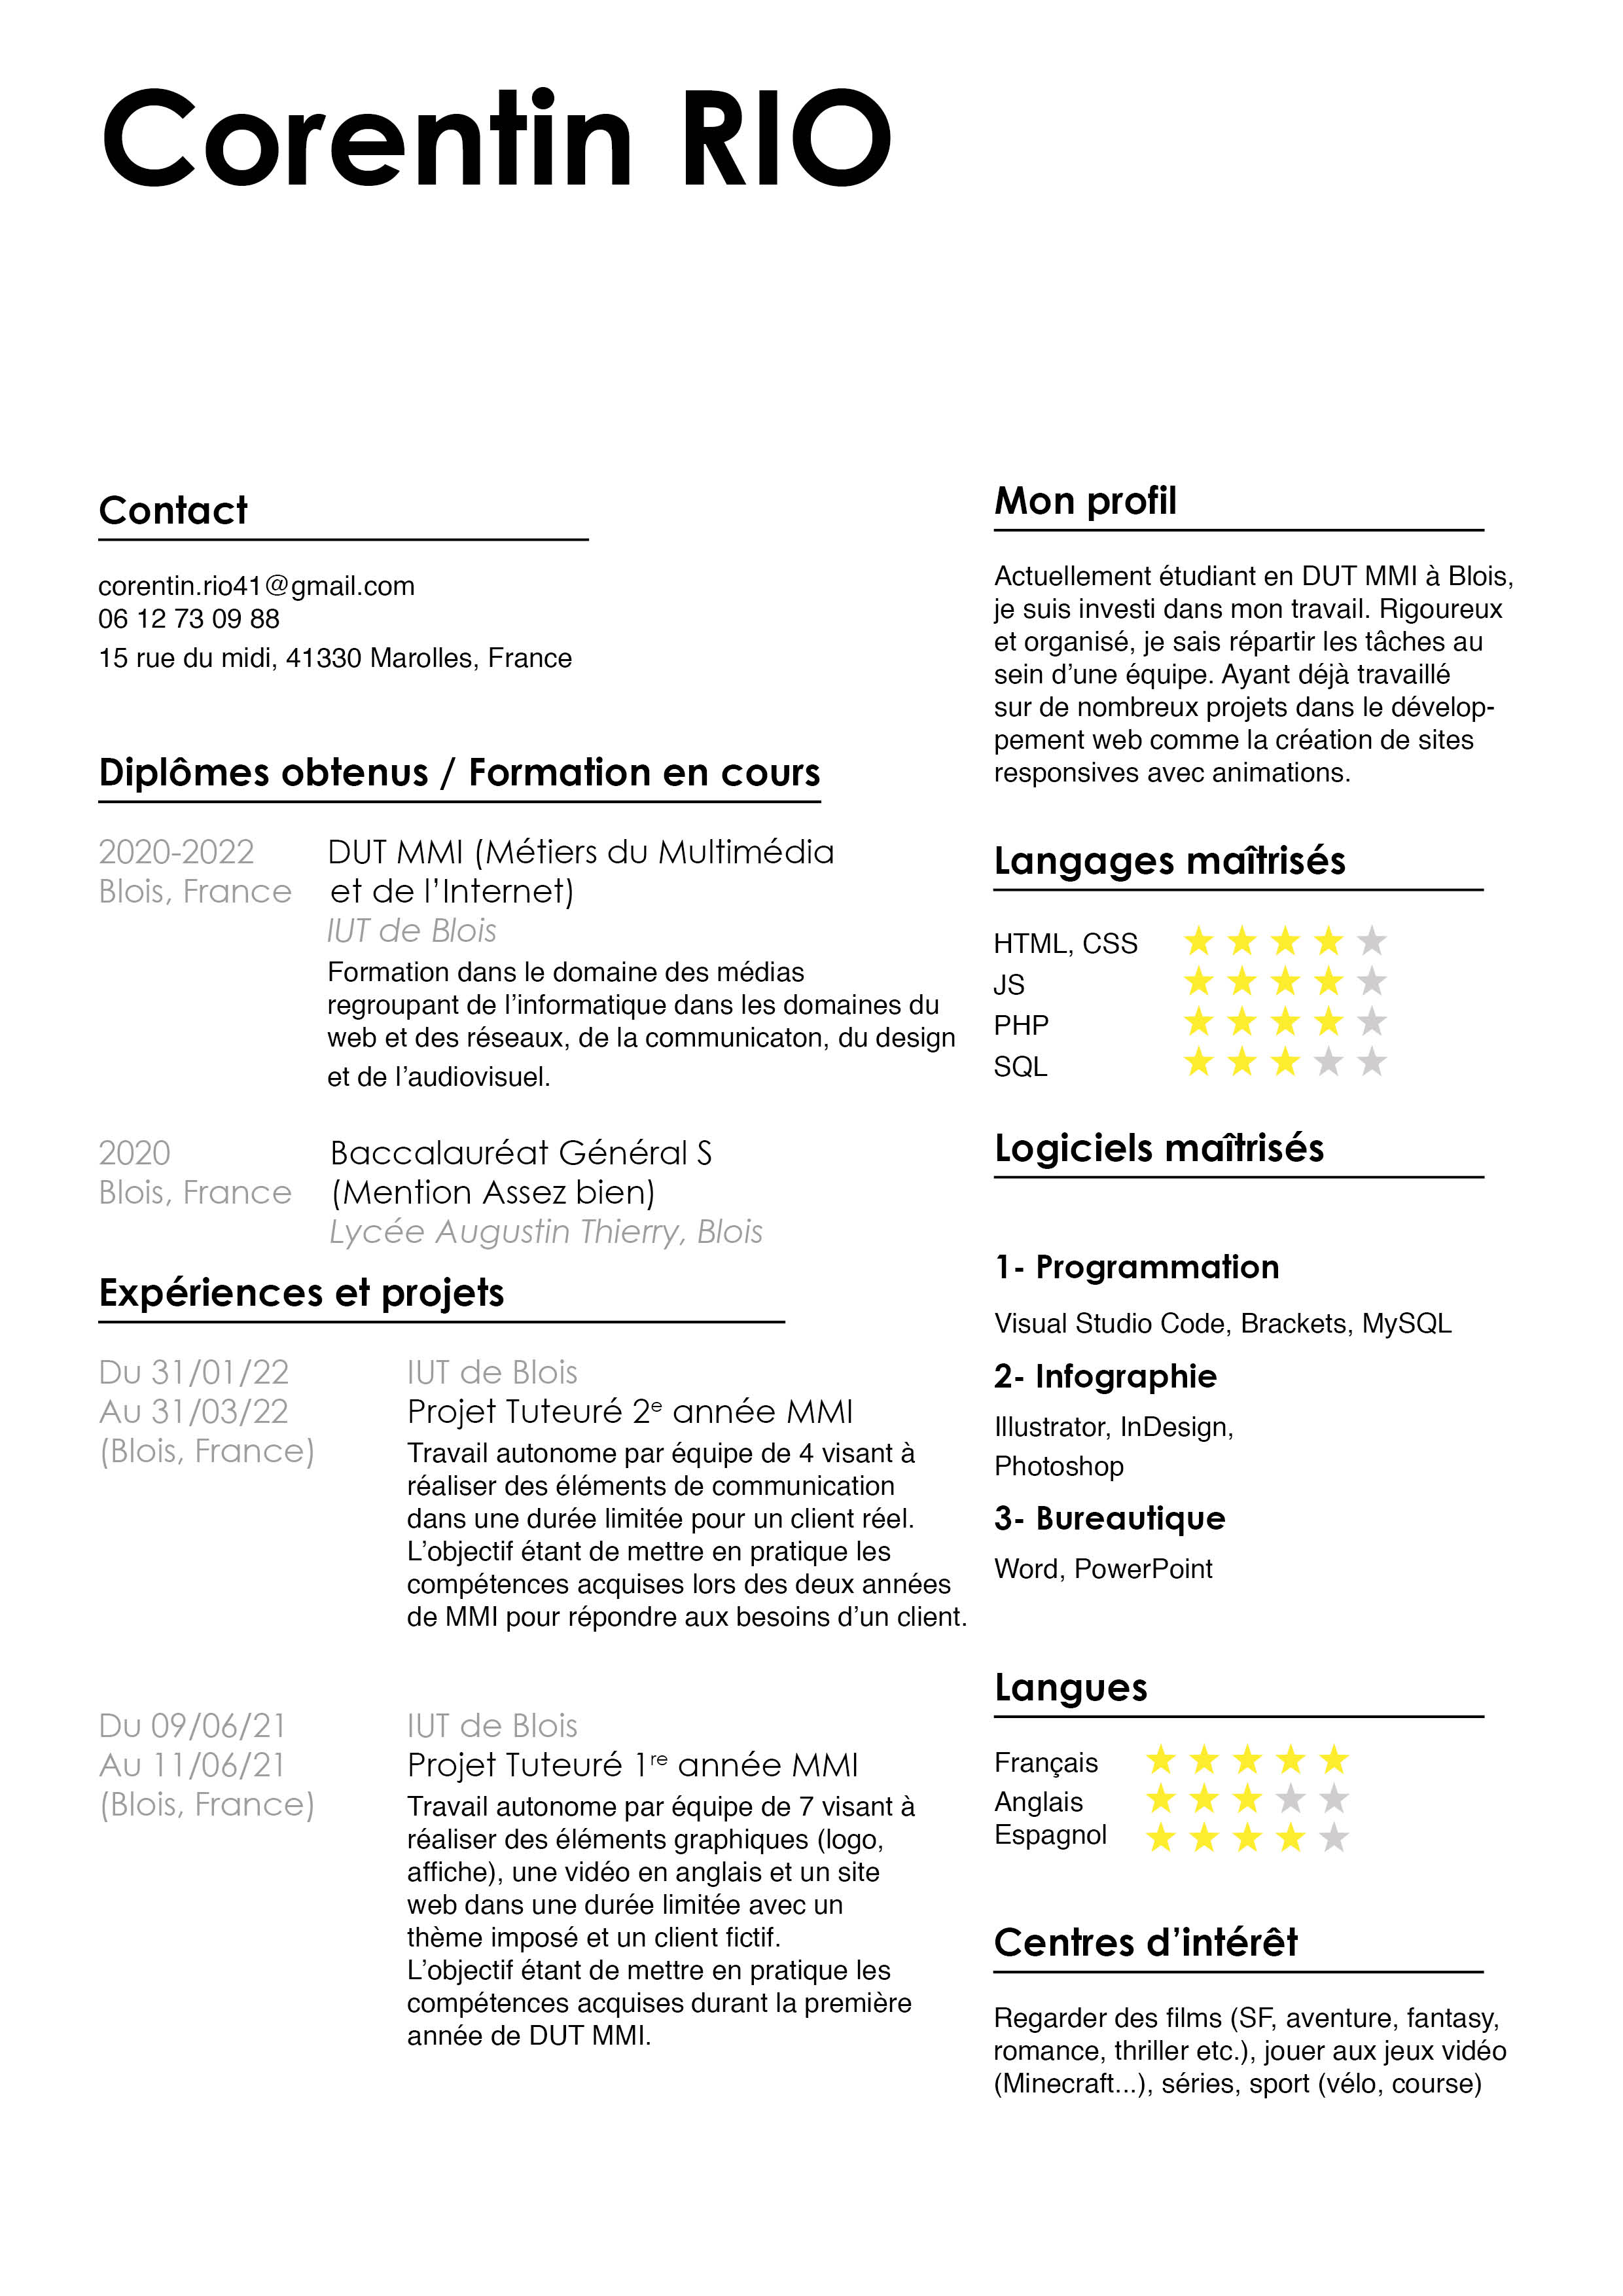 Corentin RIO
Contact
corentin.rio41@gmail.com
06 12 73 09 88
15 rue du midi, 41330 Marolles, France
Diplômes obtenus / Formation en cours
2020-2022
Blois, France
DUT MMI (Métiers du Multimédia
et de l’Internet)
IUT de Blois
Formation dans le domaine des médias
regroupant de l’informatique dans les domaines du
web et des réseaux, de la communicaton, du design
et de l’audiovisuel.
2020
Blois, France
Baccalauréat Général S
(Mention Assez bien)
Lycée Augustin Thierry, Blois
Expériences et projets
Du 31/01/22
Au 31/03/22
(Blois, France)
IUT de Blois
Projet Tuteuré 2e année MMI
Travail autonome par équipe de 4 visant à
réaliser des éléments de communication
dans une durée limitée pour un client réel.
L’objectif étant de mettre en pratique les
compétences acquises lors des deux années
de MMI pour répondre aux besoins d’un client.
Du 09/06/21
Au 11/06/21
(Blois, France)
IUT de Blois
Projet Tuteuré 1re année MMI
Travail autonome par équipe de 7 visant à
réaliser des éléments graphiques (logo,
affiche), une vidéo en anglais et un site
web dans une durée limitée avec un
thème imposé et un client fictif.
L’objectif étant de mettre en pratique les
compétences acquises durant la première
année de DUT MMI.
Mon profil
Actuellement étudiant en DUT MMI à Blois,
je suis investi dans mon travail. Rigoureux
et organisé, je sais répartir les tâches au
sein d’une équipe. Ayant déjà travaillé
sur de nombreux projets dans le dévelop-
pement web comme la création de sites
responsives avec animations.
Langages maîtrisés
HTML, CSS
JS
PHP
SQL
Logiciels maîtrisés
1- Programmation
Visual Studio Code, Brackets, MySQL
2- Infographie
Illustrator, InDesign,
Photoshop
3- Bureautique
Word, PowerPoint
Langues
Français
Anglais
Espagnol
Centres d’intérêt
Regarder des films (SF, aventure, fantasy,
romance, thriller etc.), jouer aux jeux vidéo
(Minecraft...), séries, sport (vélo, course)